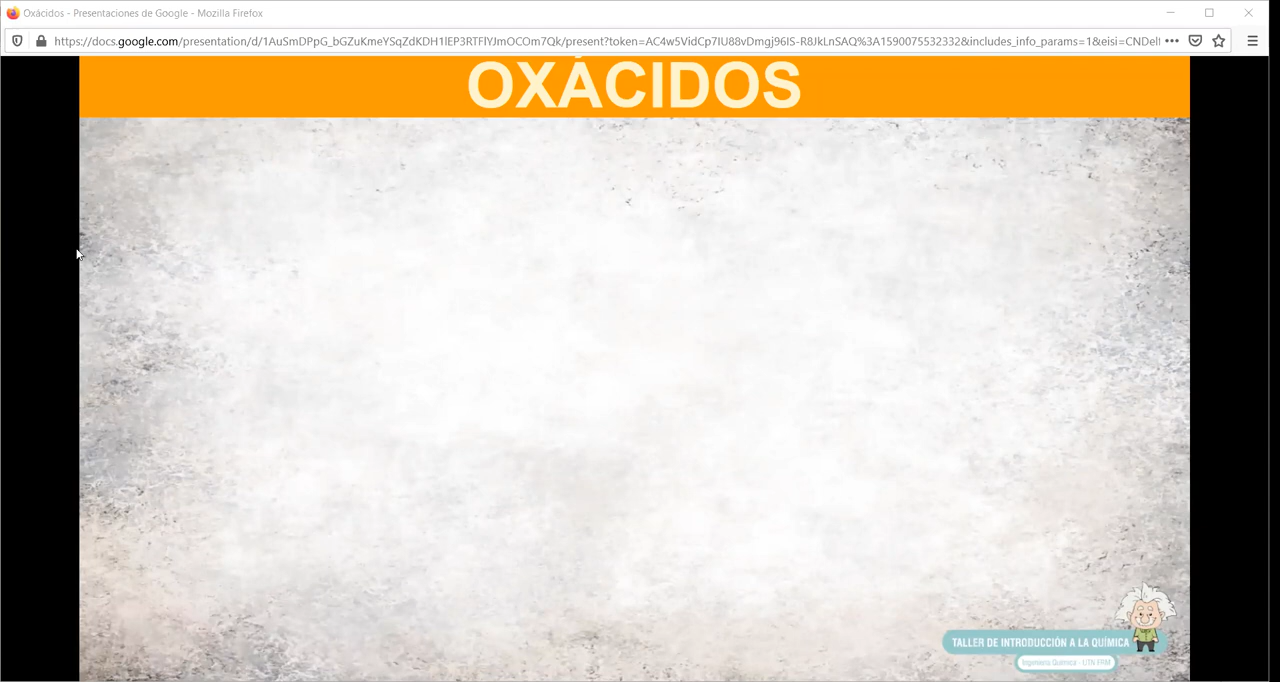 Oxácidos - Presentaciones de Google - Mozilla Firefox
https://docs.google.com/presentation/d/1AuSmDPpG_bGZuKmeYSqZdKDH1lEP3RTFlYJmOCOm7Qk/present?token=AC4w5VidCp7IU88vDmgj96IS-R8JkLnSAQ%3A1590075532332&includes_info_params=1&eisi=CNDelI
OXÁCIDOS
TALLER DE INTRODUCCIÓN A LA QUÍMICA
Ingeniería Química - UTN FRM